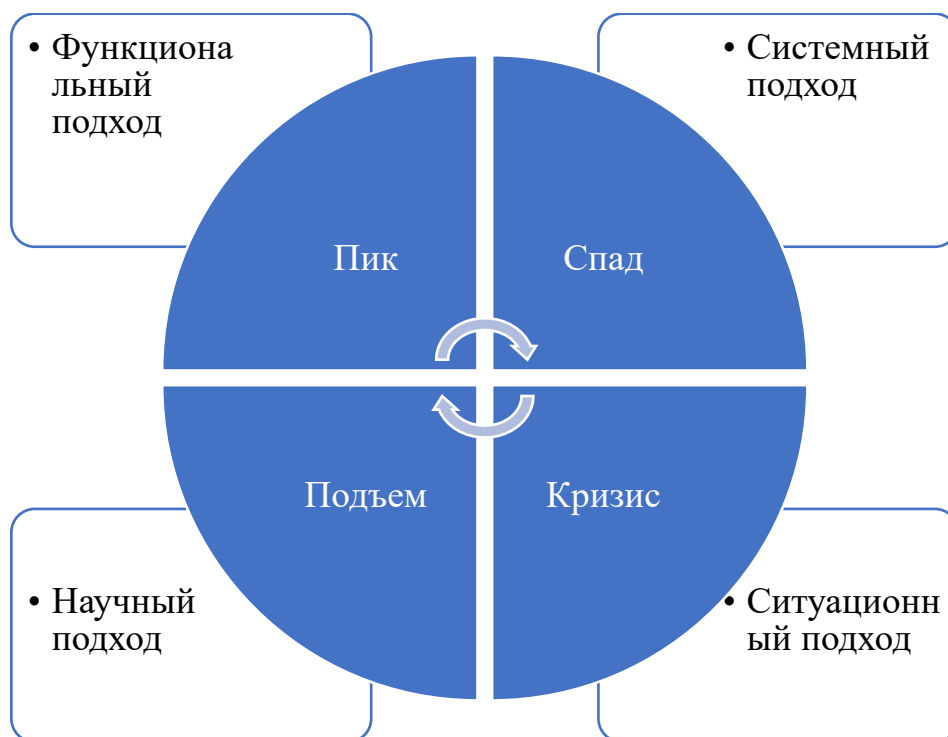 • Функциона
льный
подход
• Системный
подход
Пик
Спад
Подъем
Кризис
• Научный
подход
• Ситуационн
ый подход